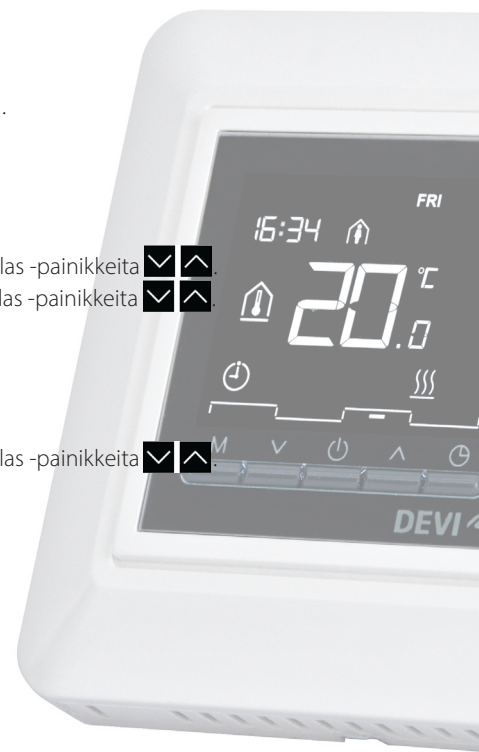 .
FRI
16:34
las -painikkeita
20.0 °C
las -painikkeita
las -painikkeita
M
DEVI